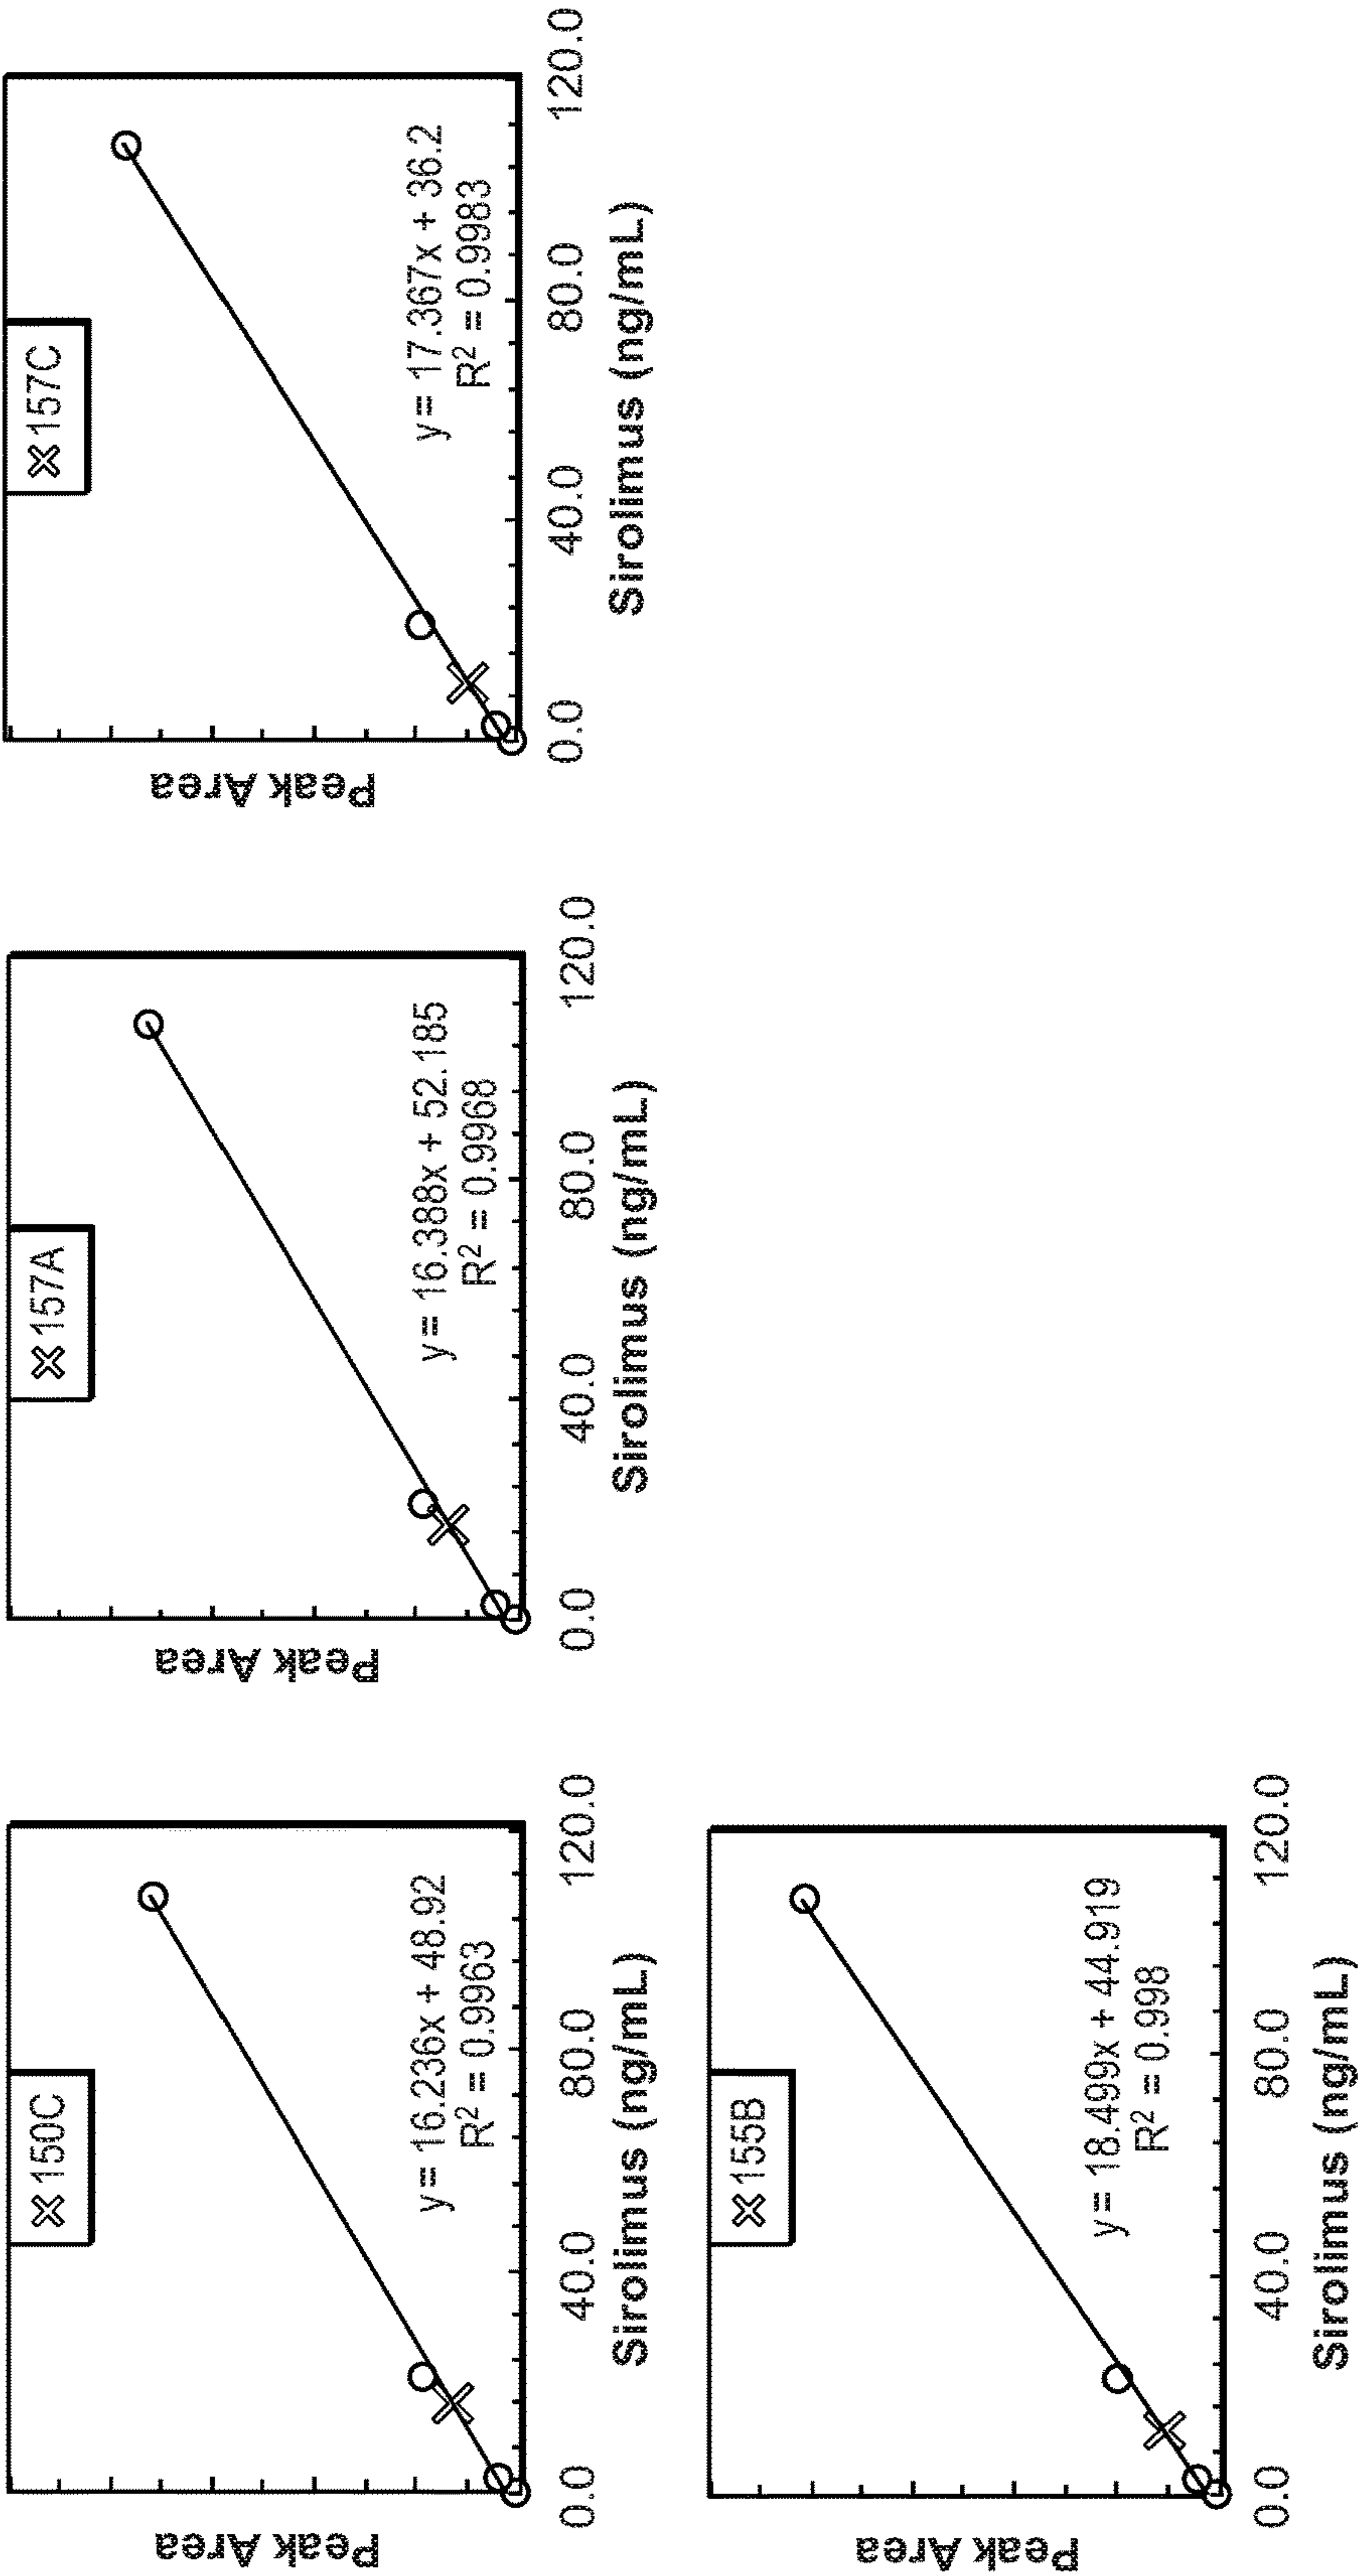 150C
Peak Area
y = 16.236x + 48.92
R² = 0.9963
0.0 40.0 80.0 120.0
Sirolimus (ng/mL)
157A
Peak Area
y = 16.388x + 52.185
R² = 0.9968
0.0 40.0 80.0 120.0
Sirolimus (ng/mL)
157C
Peak Area
y = 17.367x + 36.2
R² = 0.9983
0.0 40.0 80.0 120.0
Sirolimus (ng/mL)
155B
Peak Area
y = 18.499x + 44.919
R² = 0.998
0.0 40.0 80.0 120.0
Sirolimus (ng/mL)